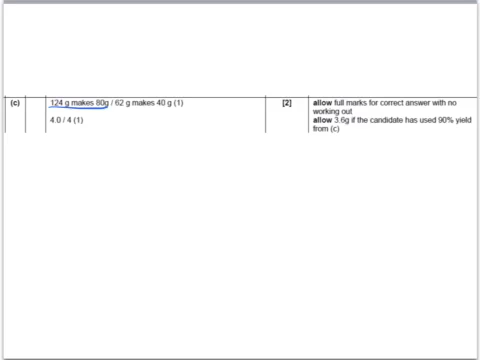 (c) 124 g makes 80g / 62 g makes 40 g (1) [2] allow full marks for correct answer with no
working out
4.0 / 4 (1) allow 3.6g if the candidate has used 90% yield
from (c)